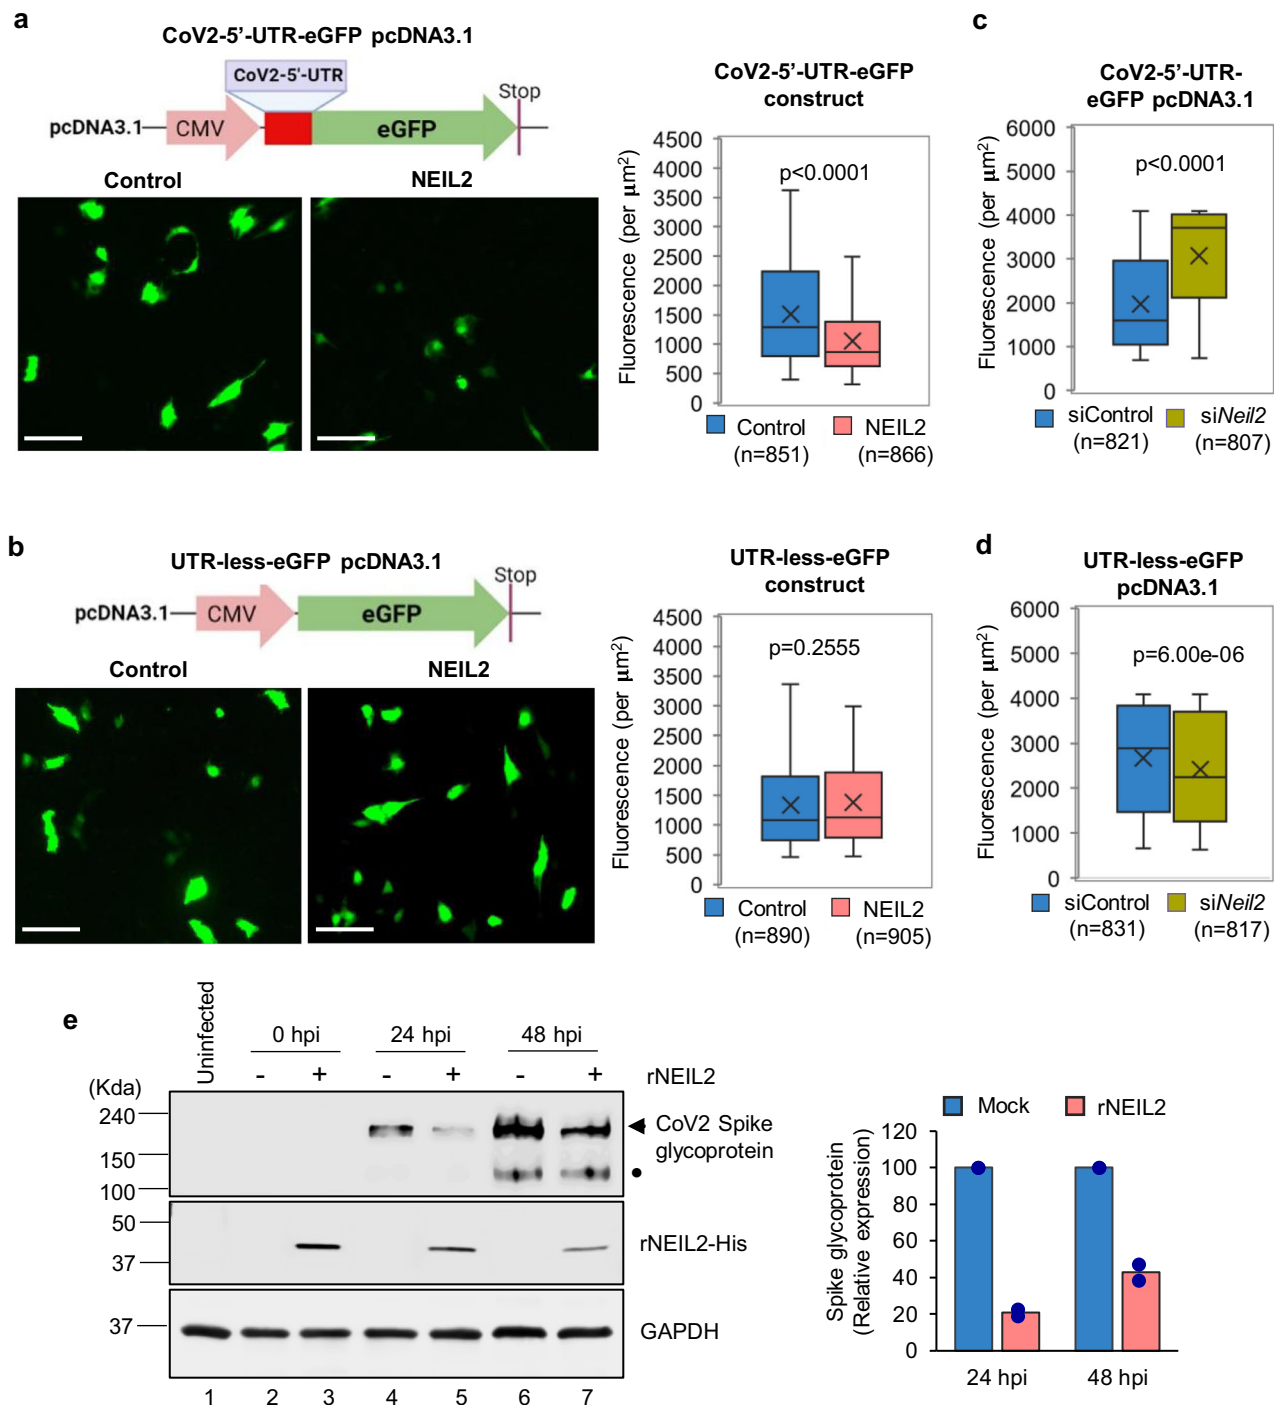 a
CoV2-5'-UTR-eGFP pcDNA3.1
CoV2-5'-UTR
Stop
pcDNA3.1
CMV
eGFP
Control
NEIL2
CoV2-5'-UTR-eGFP
construct
Fluorescence (per µm²)
4500
4000
3500
3000
2500
2000
1500
1000
500
0
p<0.0001
Control
(n=851)
NEIL2
(n=866)
c
CoV2-5'-UTR-
eGFP pcDNA3.1
Fluorescence (per µm²)
6000
5000
4000
3000
2000
1000
0
p<0.0001
siControl
(n=821)
siNeil2
(n=807)
b
UTR-less-eGFP pcDNA3.1
Stop
pcDNA3.1
CMV
eGFP
Control
NEIL2
UTR-less-eGFP
construct
Fluorescence (per µm²)
4500
4000
3500
3000
2500
2000
1500
1000
500
0
p=0.2555
Control
(n=890)
NEIL2
(n=905)
d
UTR-less-eGFP
pcDNA3.1
Fluorescence (per µm²)
6000
5000
4000
3000
2000
1000
0
p=6.00e-06
siControl
(n=831)
siNeil2
(n=817)
e
Uninfected
0 hpi
24 hpi
48 hpi
- + - + - + rNEIL2
(Kda)
240
150
100
CoV2 Spike
glycoprotein
50
37
rNEIL2-His
37
GAPDH
1 2 3 4 5 6 7
Mock
rNEIL2
Spike glycoprotein
(Relative expression)
120
100
80
60
40
20
0
24 hpi
48 hpi